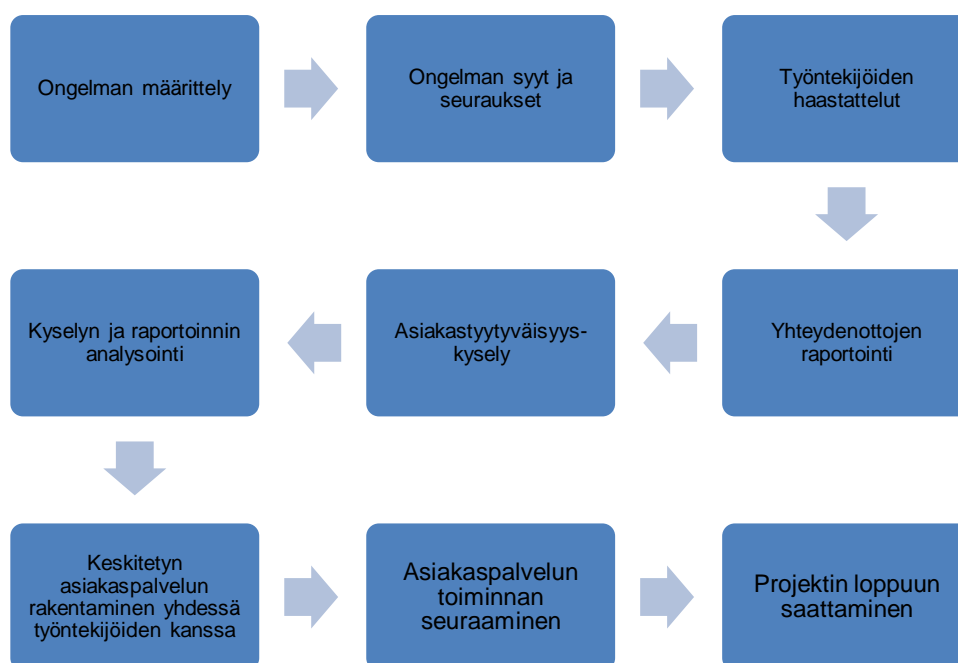 Ongelman määrittely
Ongelman syyt ja
seuraukset
Työntekijöiden
haastattelut
Yhteydenottojen
raportointi
Asiakastyytyväisyys-
kysely
Kyselyn ja raportoinnin
analysointi
Keskitetyn
asiakaspalvelun
rakentaminen yhdessä
työntekijöiden kanssa
Asiakaspalvelun
toiminnan
seuraaminen
Projektin loppuun
saattaminen